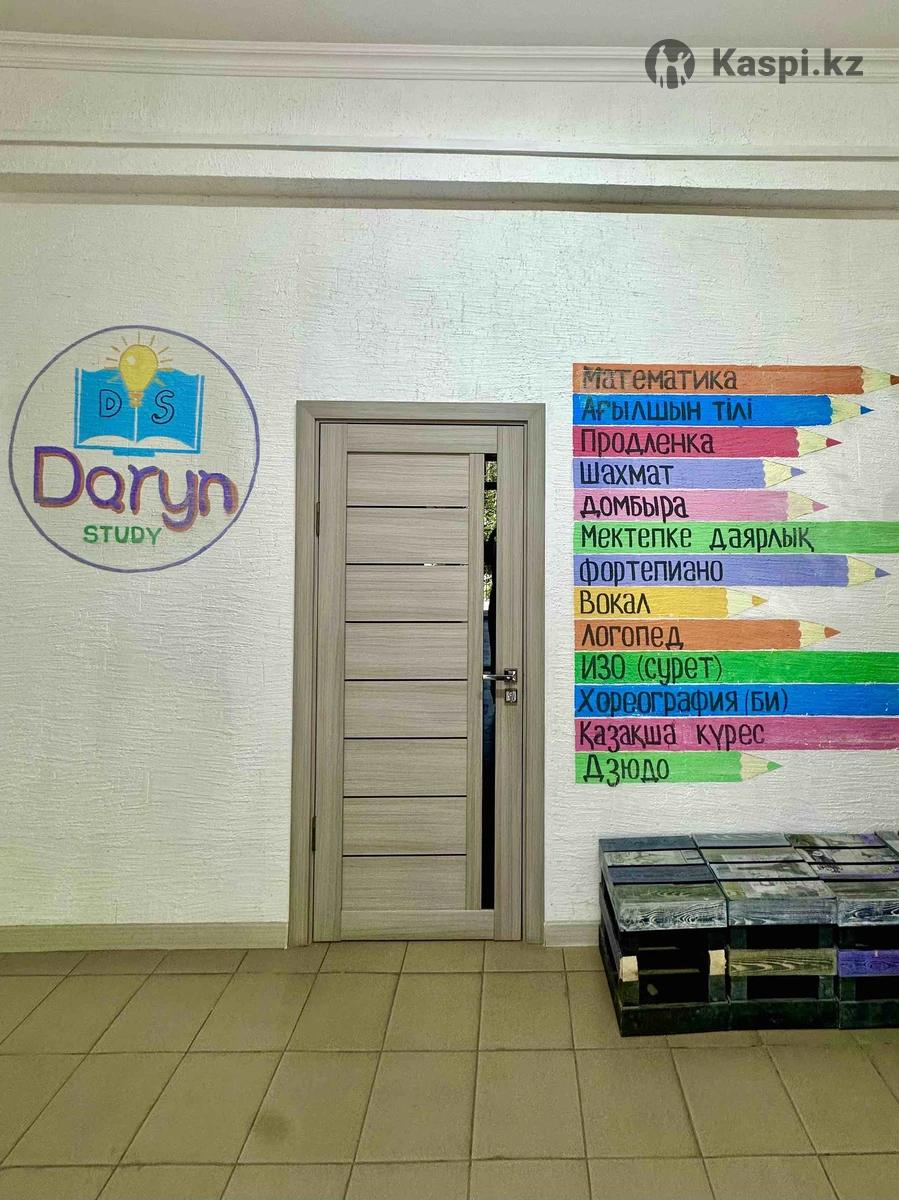 Kaspi.kz
D S
Daryn
STUDY
Математика
Ағылшын тілі
Продленка
Шахмат
Домбыра
Мектепке даярлық
Фортепиано
Вокал
Логопед
ИЗО (сурет)
Хореография (би)
Қазақша күрес
Дзюдо